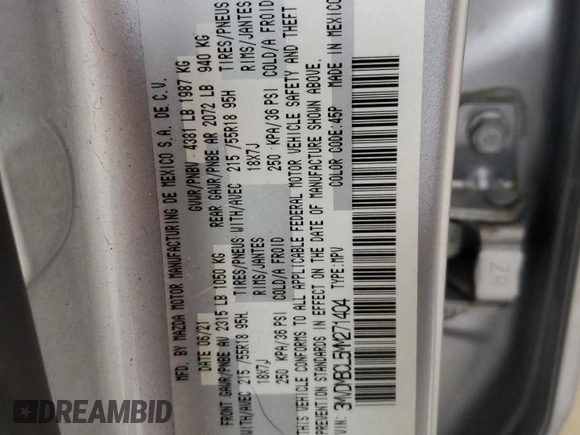 MFD. BY MAZDA MOTOR MANUFACTURING DE MEXICO S.A. DE C.V.
DATE 06/21 GVWR/PNBV 4381 LB 1987 KG
FRONT GAWR/PNBE AV 2315 LB 1050 KG REAR GAWR/PNBE AR 2072 LB 940 KG
WITH/AVEC 215 /55R18 95H TIRES/PNEUS WITH/AVEC 215 /55R18 95H TIRES/PNEUS
18X7J RIMS/JANTES 18X7J RIMS/JANTES
250 KPA/36 PSI COLD/A FROID 250 KPA/36 PSI COLD/A FROID
THIS VEHICLE CONFORMS TO ALL APPLICABLE FEDERAL MOTOR VEHICLE SAFETY AND THEFT
PREVENTION STANDARDS IN EFFECT ON THE DATE OF MANUFACTURE SHOWN ABOVE.
COLOR CODE:45P MADE IN MEXICO
VIN: 3MVDMBCL5MM271404 TYPE:MPV
ZR
AutoBidMaster